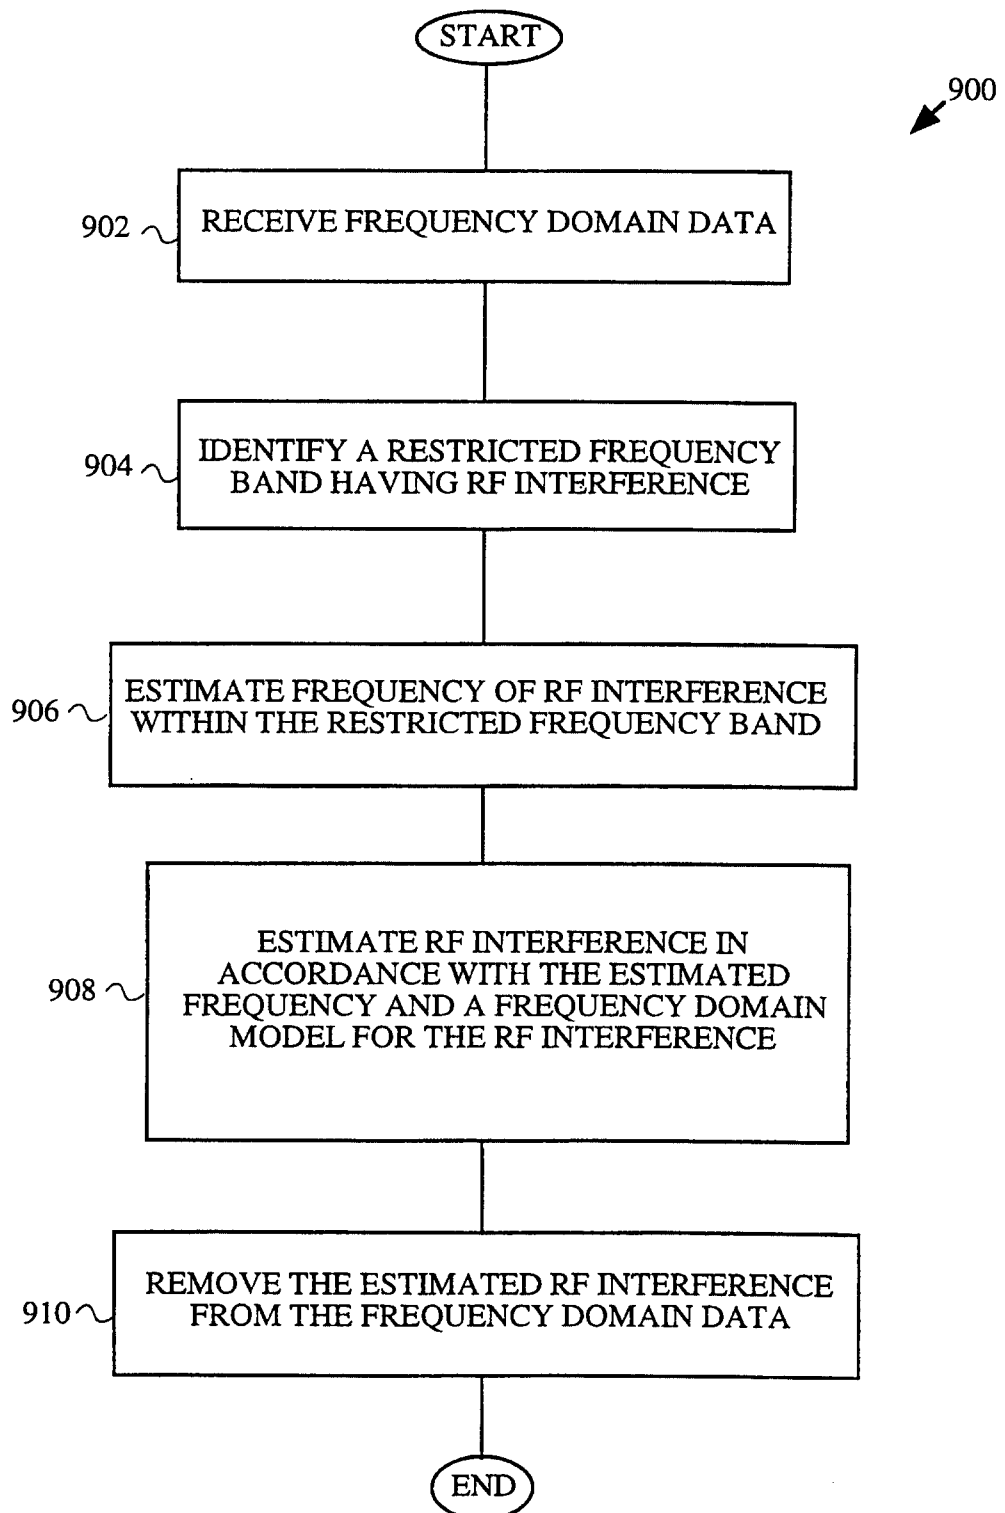 START
900
902
RECEIVE FREQUENCY DOMAIN DATA
904
IDENTIFY A RESTRICTED FREQUENCY
BAND HAVING RF INTERFERENCE
906
ESTIMATE FREQUENCY OF RF INTERFERENCE
WITHIN THE RESTRICTED FREQUENCY BAND
908
ESTIMATE RF INTERFERENCE IN
ACCORDANCE WITH THE ESTIMATED
FREQUENCY AND A FREQUENCY DOMAIN
MODEL FOR THE RF INTERFERENCE
910
REMOVE THE ESTIMATED RF INTERFERENCE
FROM THE FREQUENCY DOMAIN DATA
END